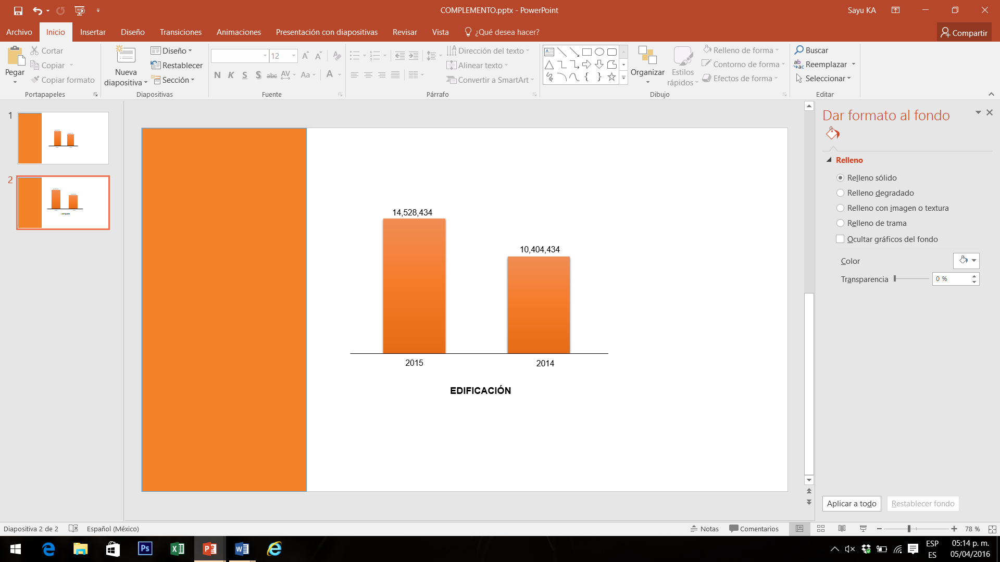 COMPLEMENTO.pptx - PowerPoint
Sayu KA
Archivo Inicio Insertar Diseño Transiciones Animaciones Presentación con diapositivas Revisar Vista ¿Qué desea hacer? Compartir
Pegar
Cortar
Copiar
Copiar formato
Portapapeles
Nueva diapositiva
Diseño
Restablecer
Sección
Diapositivas
12
N K S S abc AV Aa A
Fuente
Dirección del texto
Alinear texto
Convertir a SmartArt
Párrafo
Organizar
Estilos rápidos
Relleno de forma
Contorno de forma
Efectos de forma
Dibujo
Buscar
Reemplazar
Seleccionar
Editar
1
2
14,528,434
10,404,434
2015
2014
EDIFICACIÓN
Dar formato al fondo
Relleno
Relleno sólido
Relleno degradado
Relleno con imagen o textura
Relleno de trama
Ocultar gráficos del fondo
Color
Transparencia 0 %
Aplicar a todo Restablecer fondo
Diapositiva 2 de 2 Español (México) Notas Comentarios 78 %
ESP
ES
05:14 p. m.
05/04/2016